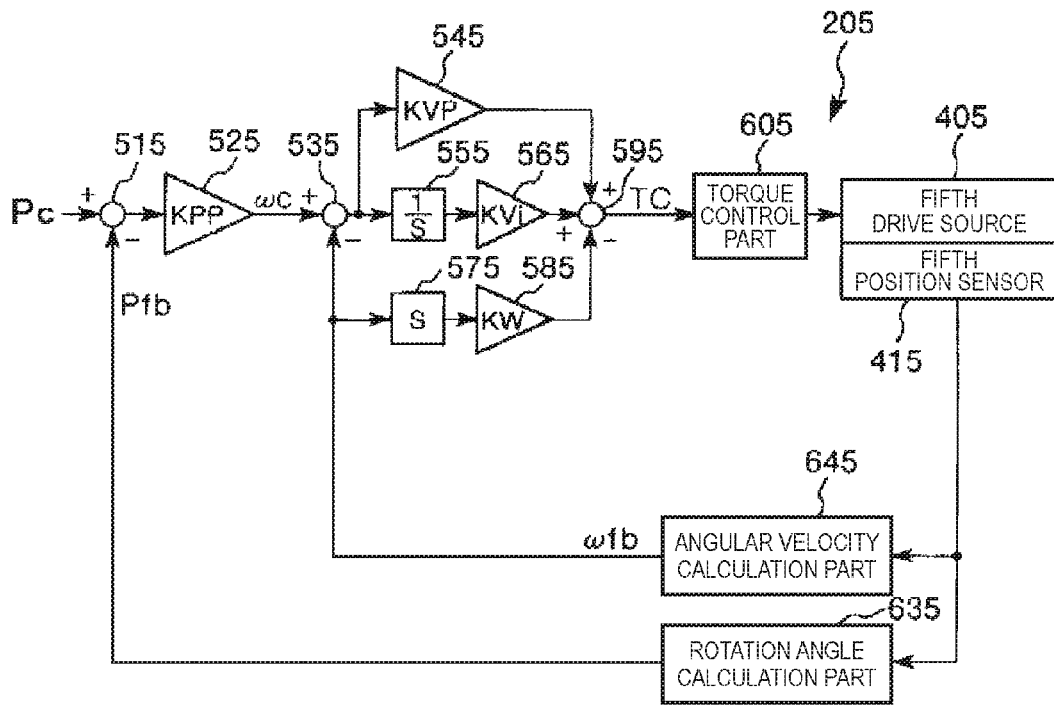 545
205
KVP
605
405
515
525
535
555
565
595
+
Pc
+
-
KPP
ωc
+
-
1
S
KVi
+
+
-
TC
TORQUE
CONTROL
PART
FIFTH
DRIVE SOURCE
FIFTH
POSITION SENSOR
Pfb
575
585
S
KW
415
645
ωfb
ANGULAR VELOCITY
CALCULATION PART
635
ROTATION ANGLE
CALCULATION PART